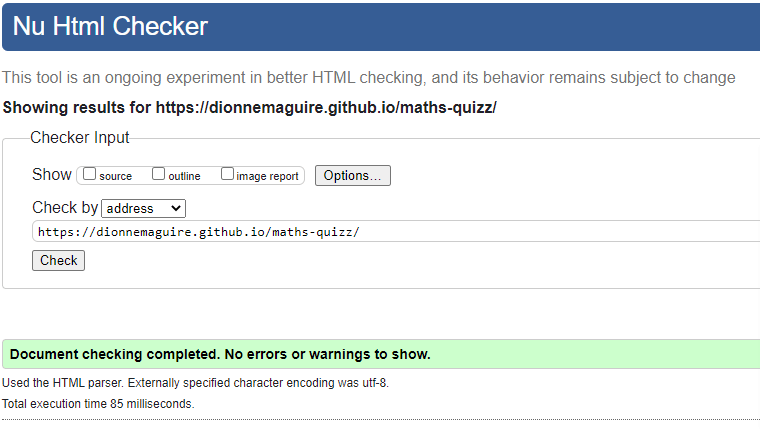 Nu Html Checker
This tool is an ongoing experiment in better HTML checking, and its behavior remains subject to change
Showing results for https://dionnemaguire.github.io/maths-quizz/
Checker Input
Show source outline image report Options...
Check by address
https://dionnemaguire.github.io/maths-quizz/
Check
Document checking completed. No errors or warnings to show.
Used the HTML parser. Externally specified character encoding was utf-8.
Total execution time 85 milliseconds.